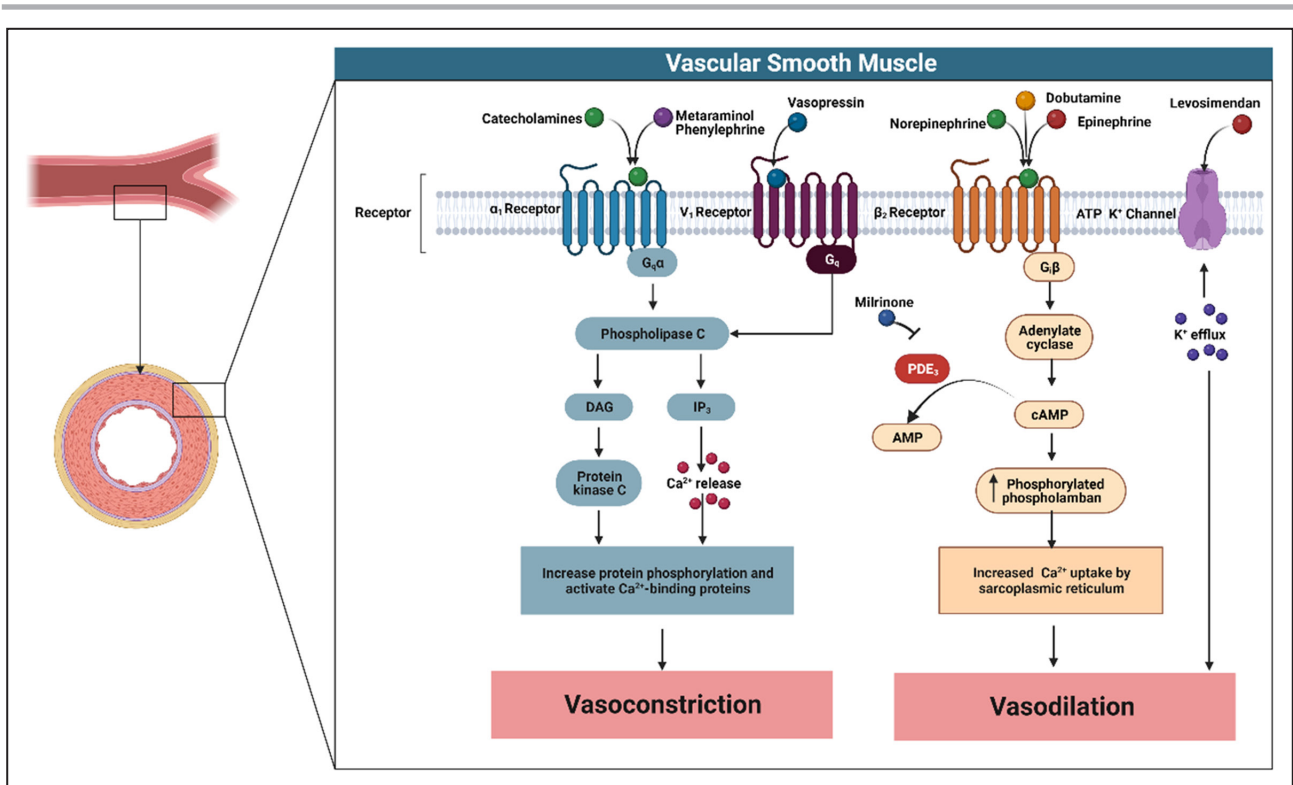 Vascular Smooth Muscle
Catecholamines
Metaraminol
Phenylephrine
Vasopressin
Norepinephrine
Dobutamine
Epinephrine
Levosimendan
Receptor
α₁ Receptor
V₁ Receptor
β₂ Receptor
ATP K⁺ Channel
Gqα
Gq
Gᵢβ
Phospholipase C
Milrinone
Adenylate
cyclase
K⁺ efflux
PDE₃
DAG
IP₃
cAMP
AMP
Protein
kinase C
Ca²⁺ release
Phosphorylated
phospholamban
Increase protein phosphorylation and
activate Ca²⁺-binding proteins
Increased Ca²⁺ uptake by
sarcoplasmic reticulum
Vasoconstriction
Vasodilation